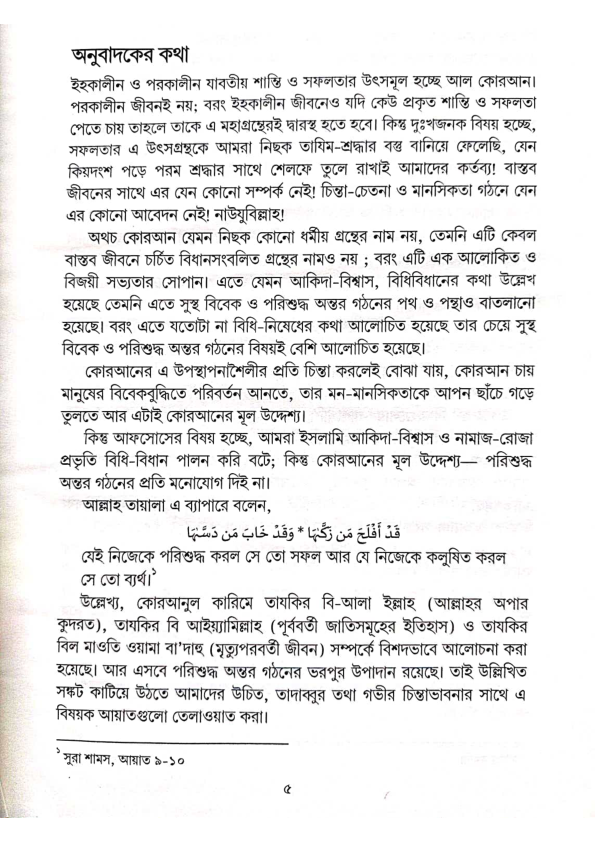 অনুবাদকের কথা
ইহকালীন ও পরকালীন যাবতীয় শান্তি ও সফলতার উৎসমূল হচ্ছে আল কোরআন।
পরকালীন জীবনই নয়; বরং ইহকালীন জীবনেও যদি কেউ প্রকৃত শান্তি ও সফলতা
পেতে চায় তাহলে তাকে এ মহাগ্রন্থেরই দ্বারস্থ হতে হবে। কিন্তু দুঃখজনক বিষয় হচ্ছে,
সফলতার এ উৎসগ্রন্থকে আমরা নিছক তাযিম-শ্রদ্ধার বস্তু বানিয়ে ফেলেছি, যেন
কিয়দংশ পড়ে পরম শ্রদ্ধার সাথে শেলফে তুলে রাখাই আমাদের কর্তব্য! বাস্তব
জীবনের সাথে এর যেন কোনো সম্পর্ক নেই! চিন্তা-চেতনা ও মানসিকতা গঠনে যেন
এর কোনো আবেদন নেই! নাউযুবিল্লাহ!
অথচ কোরআন যেমন নিছক কোনো ধর্মীয় গ্রন্থের নাম নয়, তেমনি এটি কেবল
বাস্তব জীবনে চর্চিত বিধানসংবলিত গ্রন্থের নামও নয় ; বরং এটি এক আলোকিত ও
বিজয়ী সভ্যতার সোপান। এতে যেমন আকিদা-বিশ্বাস, বিধিবিধানের কথা উল্লেখ
হয়েছে তেমনি এতে সুস্থ বিবেক ও পরিশুদ্ধ অন্তর গঠনের পথ ও পন্থাও বাতলানো
হয়েছে। বরং এতে যতোটা না বিধি-নিষেধের কথা আলোচিত হয়েছে তার চেয়ে সুস্থ
বিবেক ও পরিশুদ্ধ অন্তর গঠনের বিষয়ই বেশি আলোচিত হয়েছে।
কোরআনের এ উপস্থাপনাশৈলীর প্রতি চিন্তা করলেই বোঝা যায়, কোরআন চায়
মানুষের বিবেকবুদ্ধিতে পরিবর্তন আনতে, তার মন-মানসিকতাকে আপন ছাঁচে গড়ে
তুলতে আর এটাই কোরআনের মূল উদ্দেশ্য।
কিন্তু আফসোসের বিষয় হচ্ছে, আমরা ইসলামি আকিদা-বিশ্বাস ও নামাজ-রোজা
প্রভৃতি বিধি-বিধান পালন করি বটে; কিন্তু কোরআনের মূল উদ্দেশ্য— পরিশুদ্ধ
অন্তর গঠনের প্রতি মনোযোগ দিই না।
আল্লাহ তায়ালা এ ব্যাপারে বলেন,
قَدْ أَفْلَحَ مَن زَكَّىٰهَا * وَقَدْ خَابَ مَن دَسَّىٰهَا
যেই নিজেকে পরিশুদ্ধ করল সে তো সফল আর যে নিজেকে কলুষিত করল
সে তো ব্যর্থ।১
উল্লেখ্য, কোরআনুল কারিমে তাযকির বি-আলা ইল্লাহ (আল্লাহর অপার
কুদরত), তাযকির বি আইয়্যামিল্লাহ (পূর্ববর্তী জাতিসমূহের ইতিহাস) ও তাযকির
বিল মাওতি ওয়ামা বা'দাহু (মৃত্যুপরবর্তী জীবন) সম্পর্কে বিশদভাবে আলোচনা করা
হয়েছে। আর এসবে পরিশুদ্ধ অন্তর গঠনের ভরপুর উপাদান রয়েছে। তাই উল্লিখিত
সঙ্কট কাটিয়ে উঠতে আমাদের উচিত, তাদাব্বুর তথা গভীর চিন্তাভাবনার সাথে এ
বিষয়ক আয়াতগুলো তেলাওয়াত করা।
১ সুরা শামস, আয়াত ৯-১০
৫